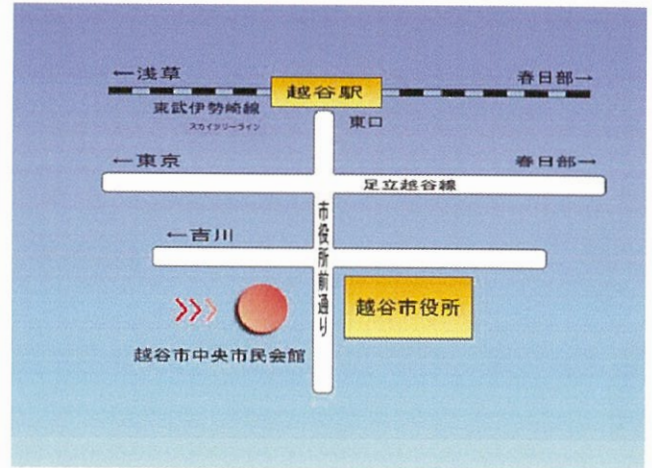 ←浅草
越谷駅
春日部→
東武伊勢崎線
スカイツリーライン
東口
←東京
春日部→
足立越谷線
市役所前通り
←吉川
越谷市役所
越谷市中央市民会館